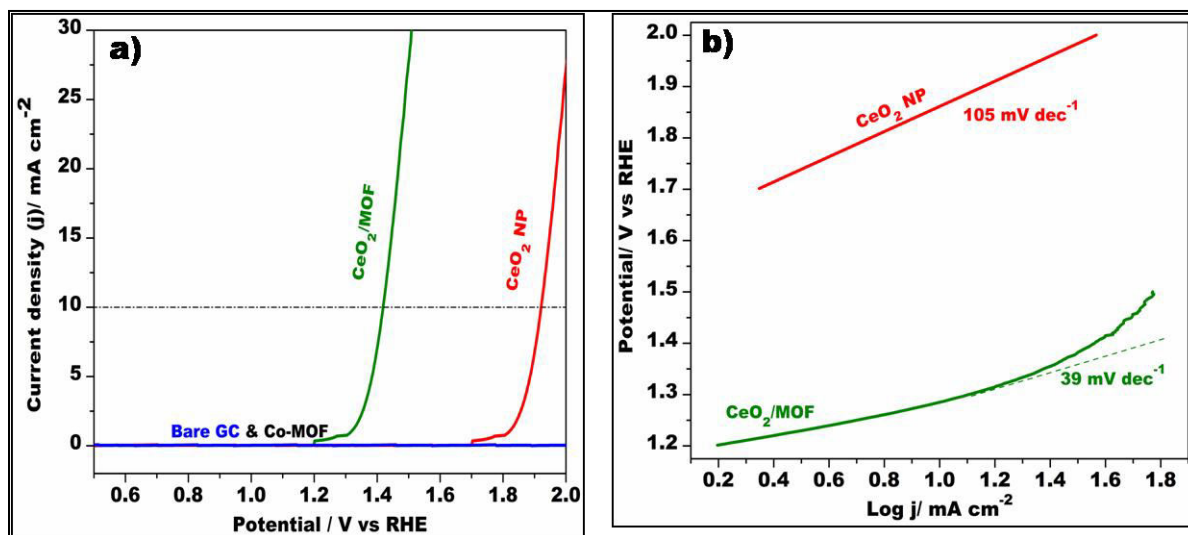 a)
30
25
20
15
10
5
0
Current density (j)/ mA cm⁻²
CeO₂/MOF
CeO₂ NP
Bare GC & Co-MOF
0.6 0.8 1.0 1.2 1.4 1.6 1.8 2.0
Potential / V vs RHE
b)
2.0
1.9
1.8
1.7
1.6
1.5
1.4
1.3
1.2
Potential/ V vs RHE
CeO₂ NP
105 mV dec⁻¹
39 mV dec⁻¹
CeO₂/MOF
0.2 0.4 0.6 0.8 1.0 1.2 1.4 1.6 1.8
Log j/ mA cm⁻²